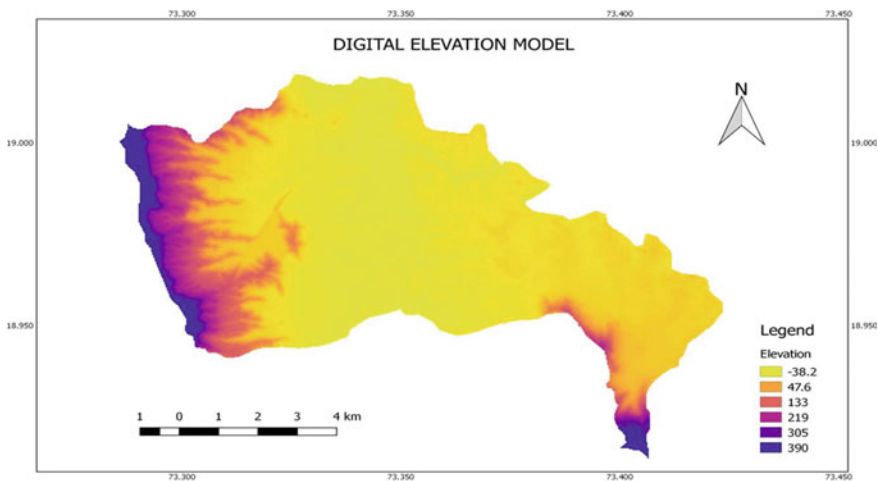 73.300 73.350 73.400 73.450
DIGITAL ELEVATION MODEL
N
19.000 19.000
18.950 18.950
Legend
Elevation
-38.2
47.6
133
219
305
390
1 0 1 2 3 4 km
73.300 73.350 73.400 73.450